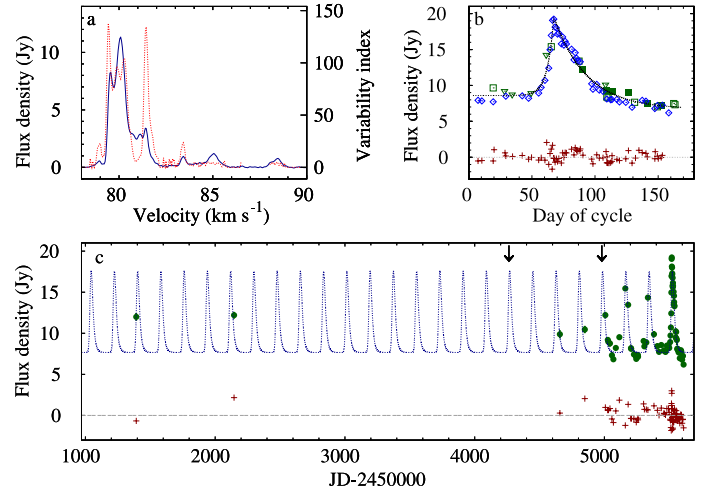 a
Flux density (Jy)
0
5
10
0
50
100
150
Variability index
80
85
90
Velocity (km s⁻¹)
b
Flux density (Jy)
0
5
10
15
20
0
50
100
150
Day of cycle
c
Flux density (Jy)
0
5
10
15
20
1000
2000
3000
4000
5000
JD-2450000